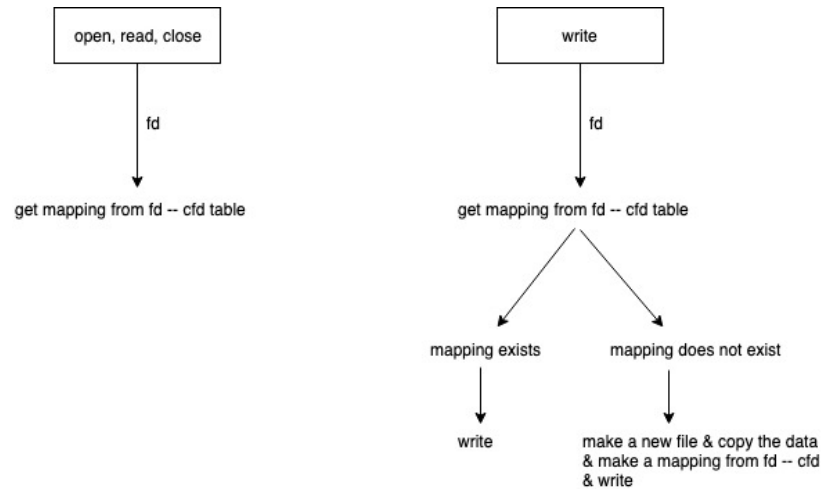 open, read, close
fd
get mapping from fd -- cfd table
write
fd
get mapping from fd -- cfd table
mapping exists
write
mapping does not exist
make a new file & copy the data
& make a mapping from fd -- cfd
& write